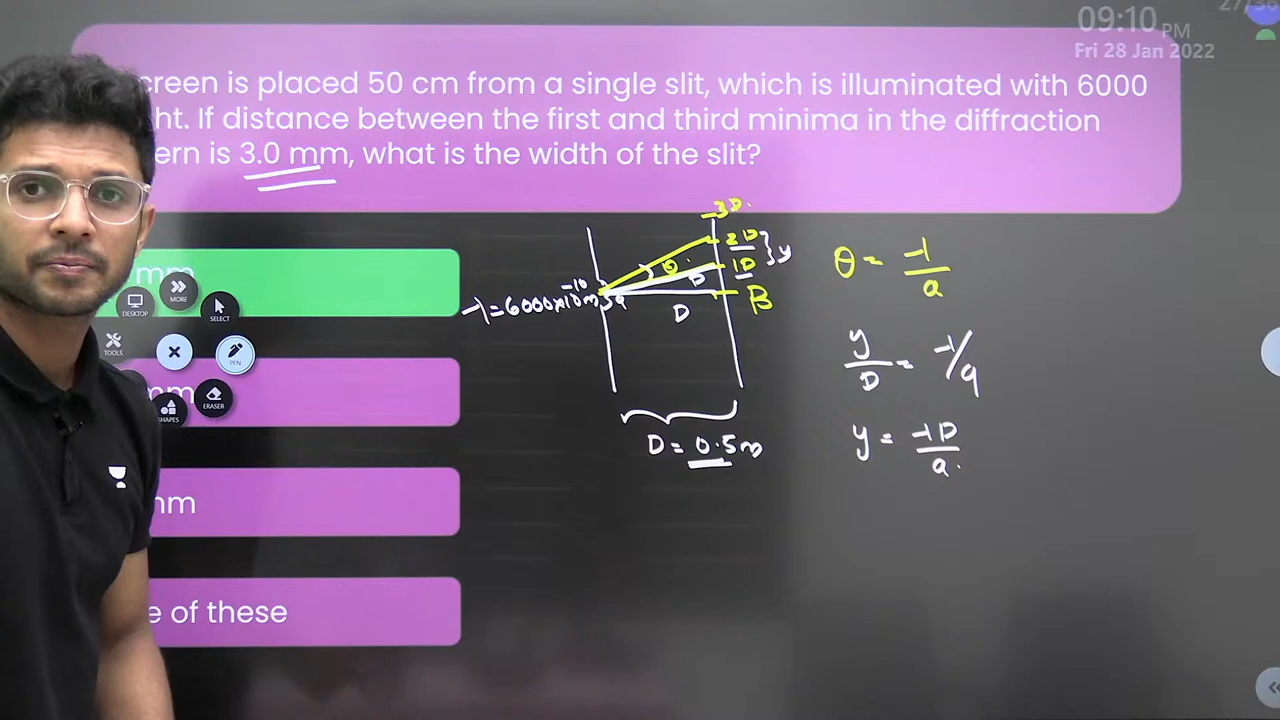 09:10 PM
Fri 28 Jan 2022
27/36
creen is placed 50 cm from a single slit, which is illuminated with 6000
ht. If distance between the first and third minima in the diffraction
ern is 3.0 mm, what is the width of the slit?
mm
mm
mm
e of these
DESKTOP
MORE
SELECT
TOOLS
PEN
SHAPES
ERASER
λ=6000×10⁻¹⁰m
a
3D
2D
1D
y
θ
D
D
B
D = 0.5m
θ = λ/a
y/D = λ/a
y = λD/a